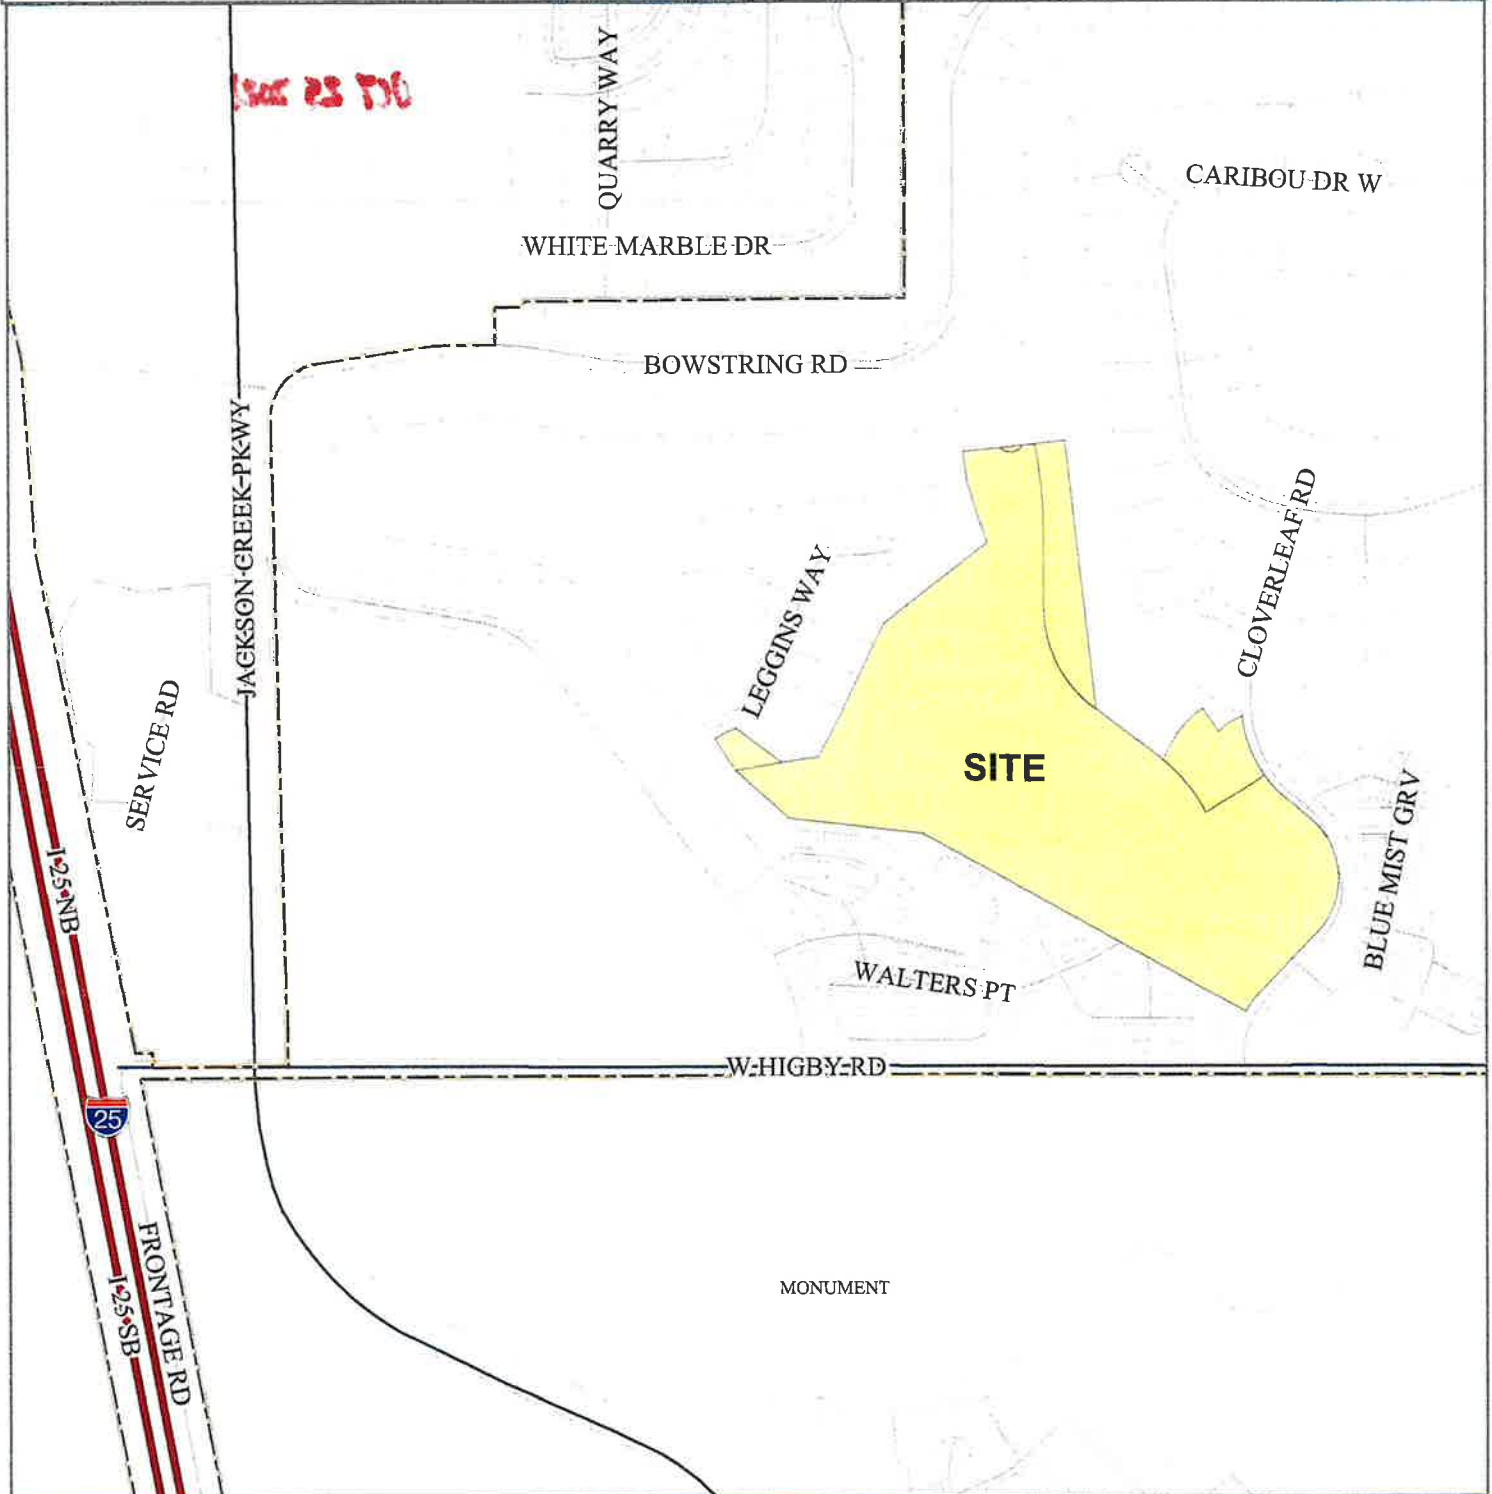 QUARRY WAY
CARIBOU DR W
WHITE MARBLE DR
BOWSTRING RD
JACKSON CREEK PKWY
CLOVERLEAF RD
LEGGINS WAY
SERVICE RD
SITE
BLUE MIST GRV
I-25 NB
WALTERS PT
W HIGBY RD
25
FRONTAGE RD
I-25 SB
MONUMENT